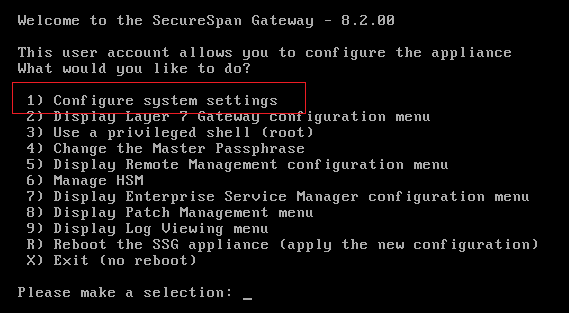 Welcome to the SecureSpan Gateway - 8.2.00
This user account allows you to configure the appliance
What would you like to do?
1) Configure system settings
2) Display Layer 7 Gateway configuration menu
3) Use a privileged shell (root)
4) Change the Master Passphrase
5) Display Remote Management configuration menu
6) Manage HSM
7) Display Enterprise Service Manager configuration menu
8) Display Patch Management menu
9) Display Log Viewing menu
R) Reboot the SSG appliance (apply the new configuration)
X) Exit (no reboot)
Please make a selection: _